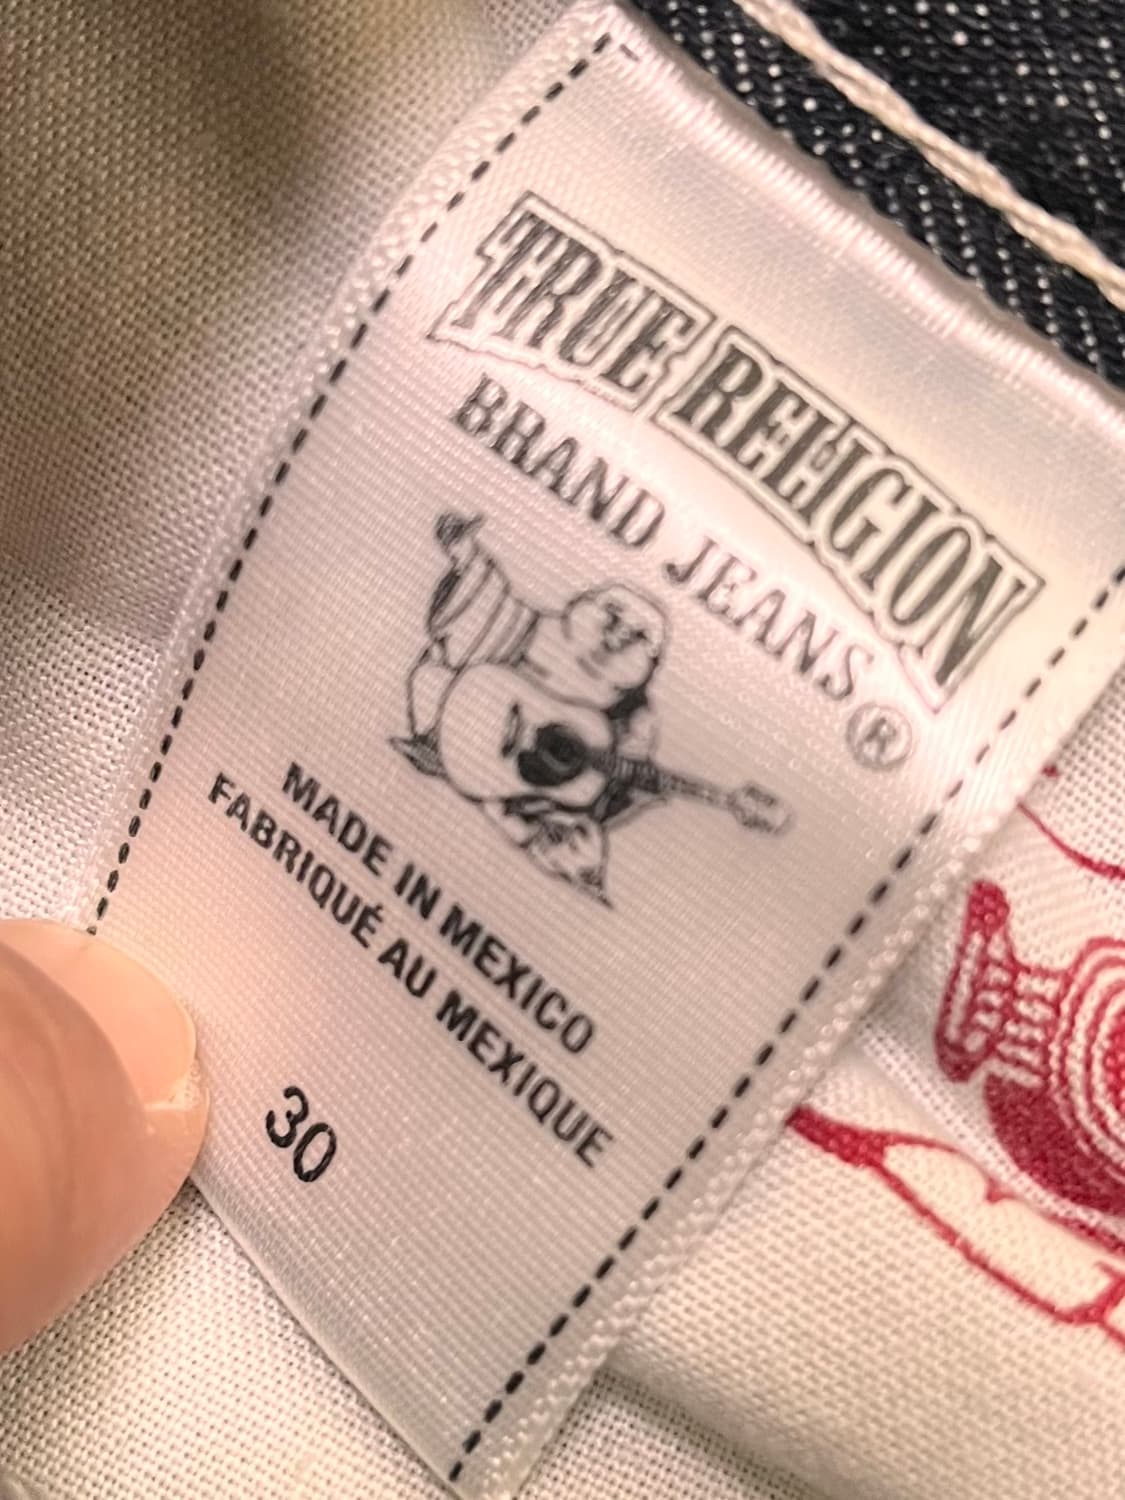 TRUE RELIGION
BRAND JEANS®
MADE IN MEXICO
FABRIQUÉ AU MEXIQUE
30